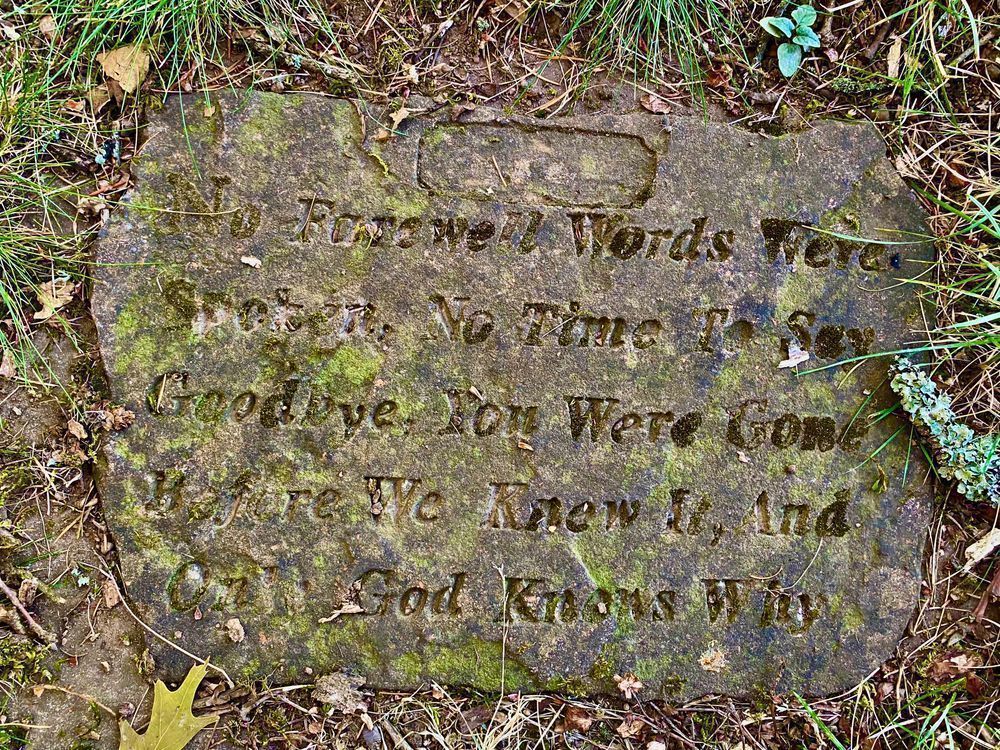 No Farewell Words Were
Spoken, No Time To Say
Goodbye, You Were Gone
Before We Knew It, And
Only God Knows Why